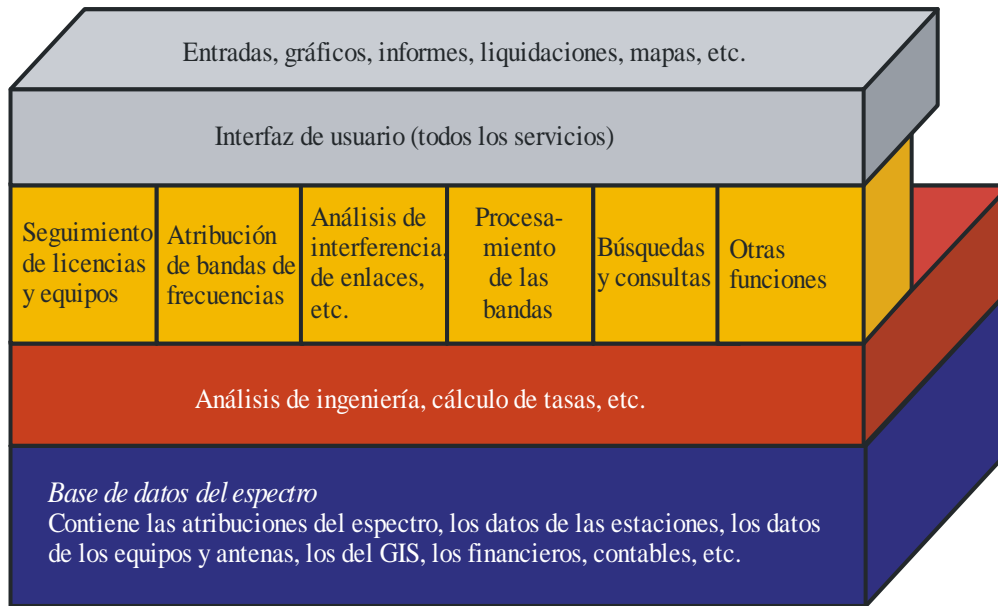 Entradas, gráficos, informes, liquidaciones, mapas, etc.
Interfaz de usuario (todos los servicios)
Seguimiento
de licencias
y equipos
Atribución
de bandas de
frecuencias
Análisis de
interferencia,
de enlaces,
etc.
Procesa-
miento
de las
bandas
Búsquedas
y consultas
Otras
funciones
Análisis de ingeniería, cálculo de tasas, etc.
Base de datos del espectro
Contiene las atribuciones del espectro, los datos de las estaciones, los datos
de los equipos y antenas, los del GIS, los financieros, contables, etc.